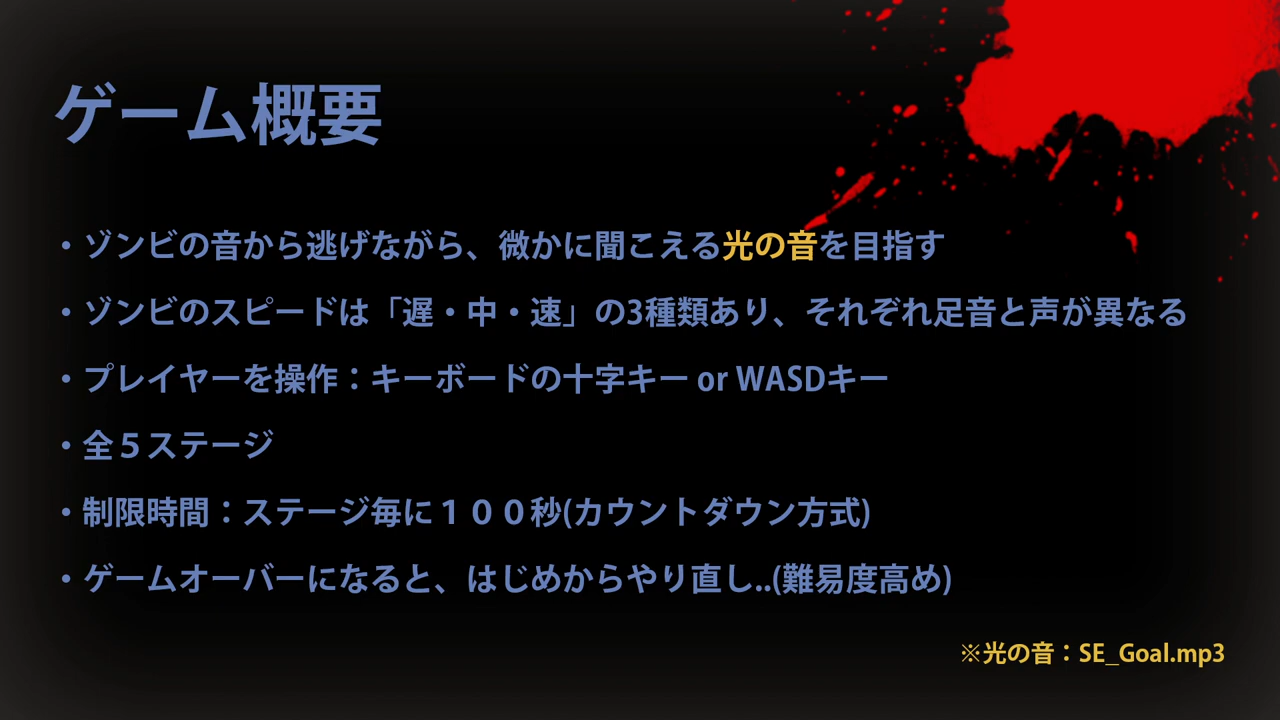 ゲーム概要
・ゾンビの音から逃げながら、微かに聞こえる光の音を目指す
・ゾンビのスピードは「遅・中・速」の3種類あり、それぞれ足音と声が異なる
・プレイヤーを操作：キーボードの十字キー or WASDキー
・全５ステージ
・制限時間：ステージ毎に１００秒(カウントダウン方式)
・ゲームオーバーになると、はじめからやり直し..(難易度高め)
※光の音：SE_Goal.mp3